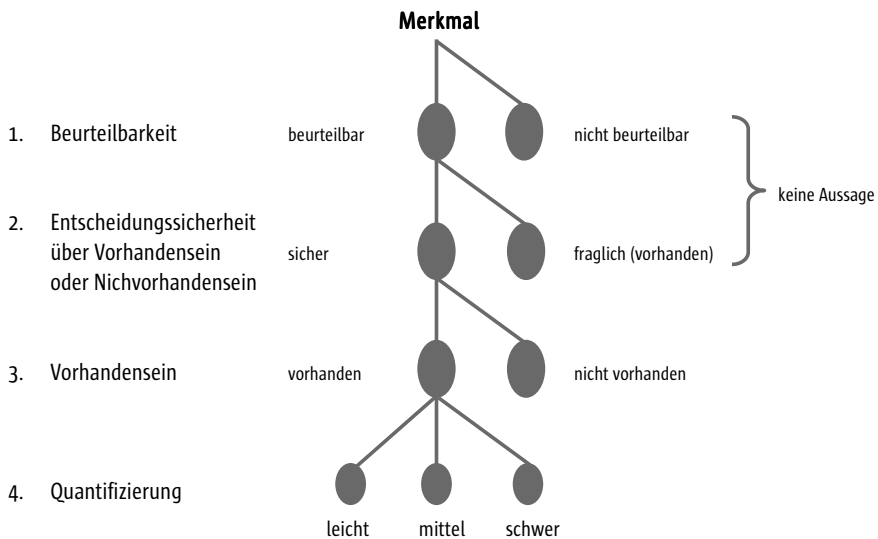 Merkmal
1. Beurteilbarkeit
beurteilbar
nicht beurteilbar
keine Aussage
2. Entscheidungssicherheit
über Vorhandensein
oder Nichvorhandensein
sicher
fraglich (vorhanden)
3. Vorhandensein
vorhanden
nicht vorhanden
4. Quantifizierung
leicht
mittel
schwer